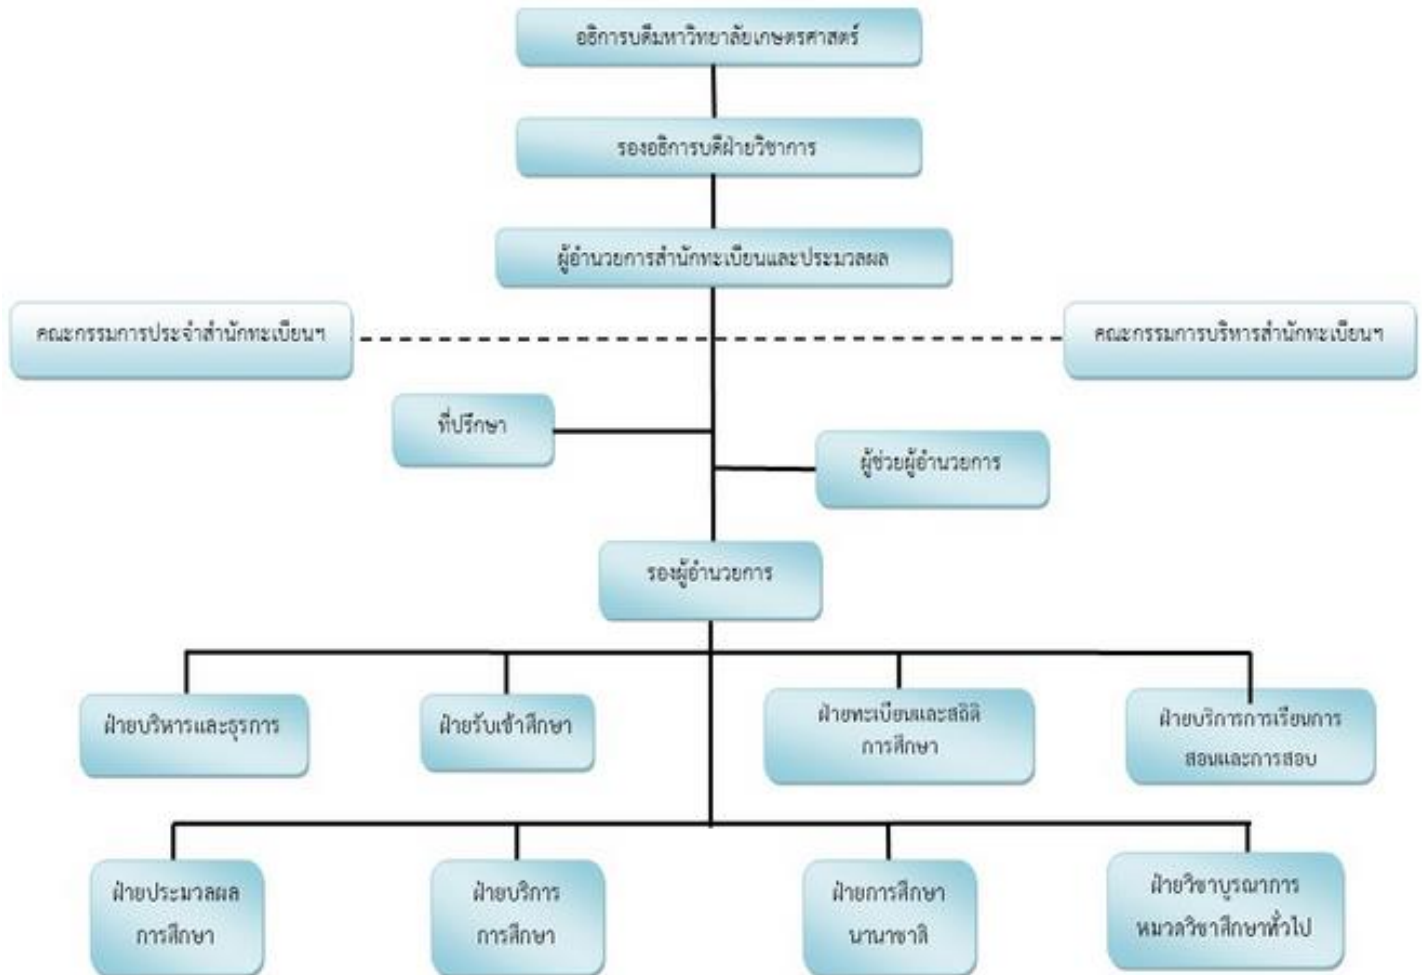 อธิการบดีมหาวิทยาลัยเกษตรศาสตร์
รองอธิการบดีฝ่ายวิชาการ
ผู้อำนวยการสำนักทะเบียนและประมวลผล
คณะกรรมการประจำสำนักทะเบียนฯ
คณะกรรมการบริหารสำนักทะเบียนฯ
ที่ปรึกษา
ผู้ช่วยผู้อำนวยการ
รองผู้อำนวยการ
ฝ่ายบริหารและธุรการ
ฝ่ายรับเข้าศึกษา
ฝ่ายทะเบียนและสถิติ
การศึกษา
ฝ่ายบริการการเรียนการ
สอนและการสอบ
ฝ่ายประมวลผล
การศึกษา
ฝ่ายบริการ
การศึกษา
ฝ่ายการศึกษา
นานาชาติ
ฝ่ายวิชาบูรณาการ
หมวดวิชาศึกษาทั่วไป